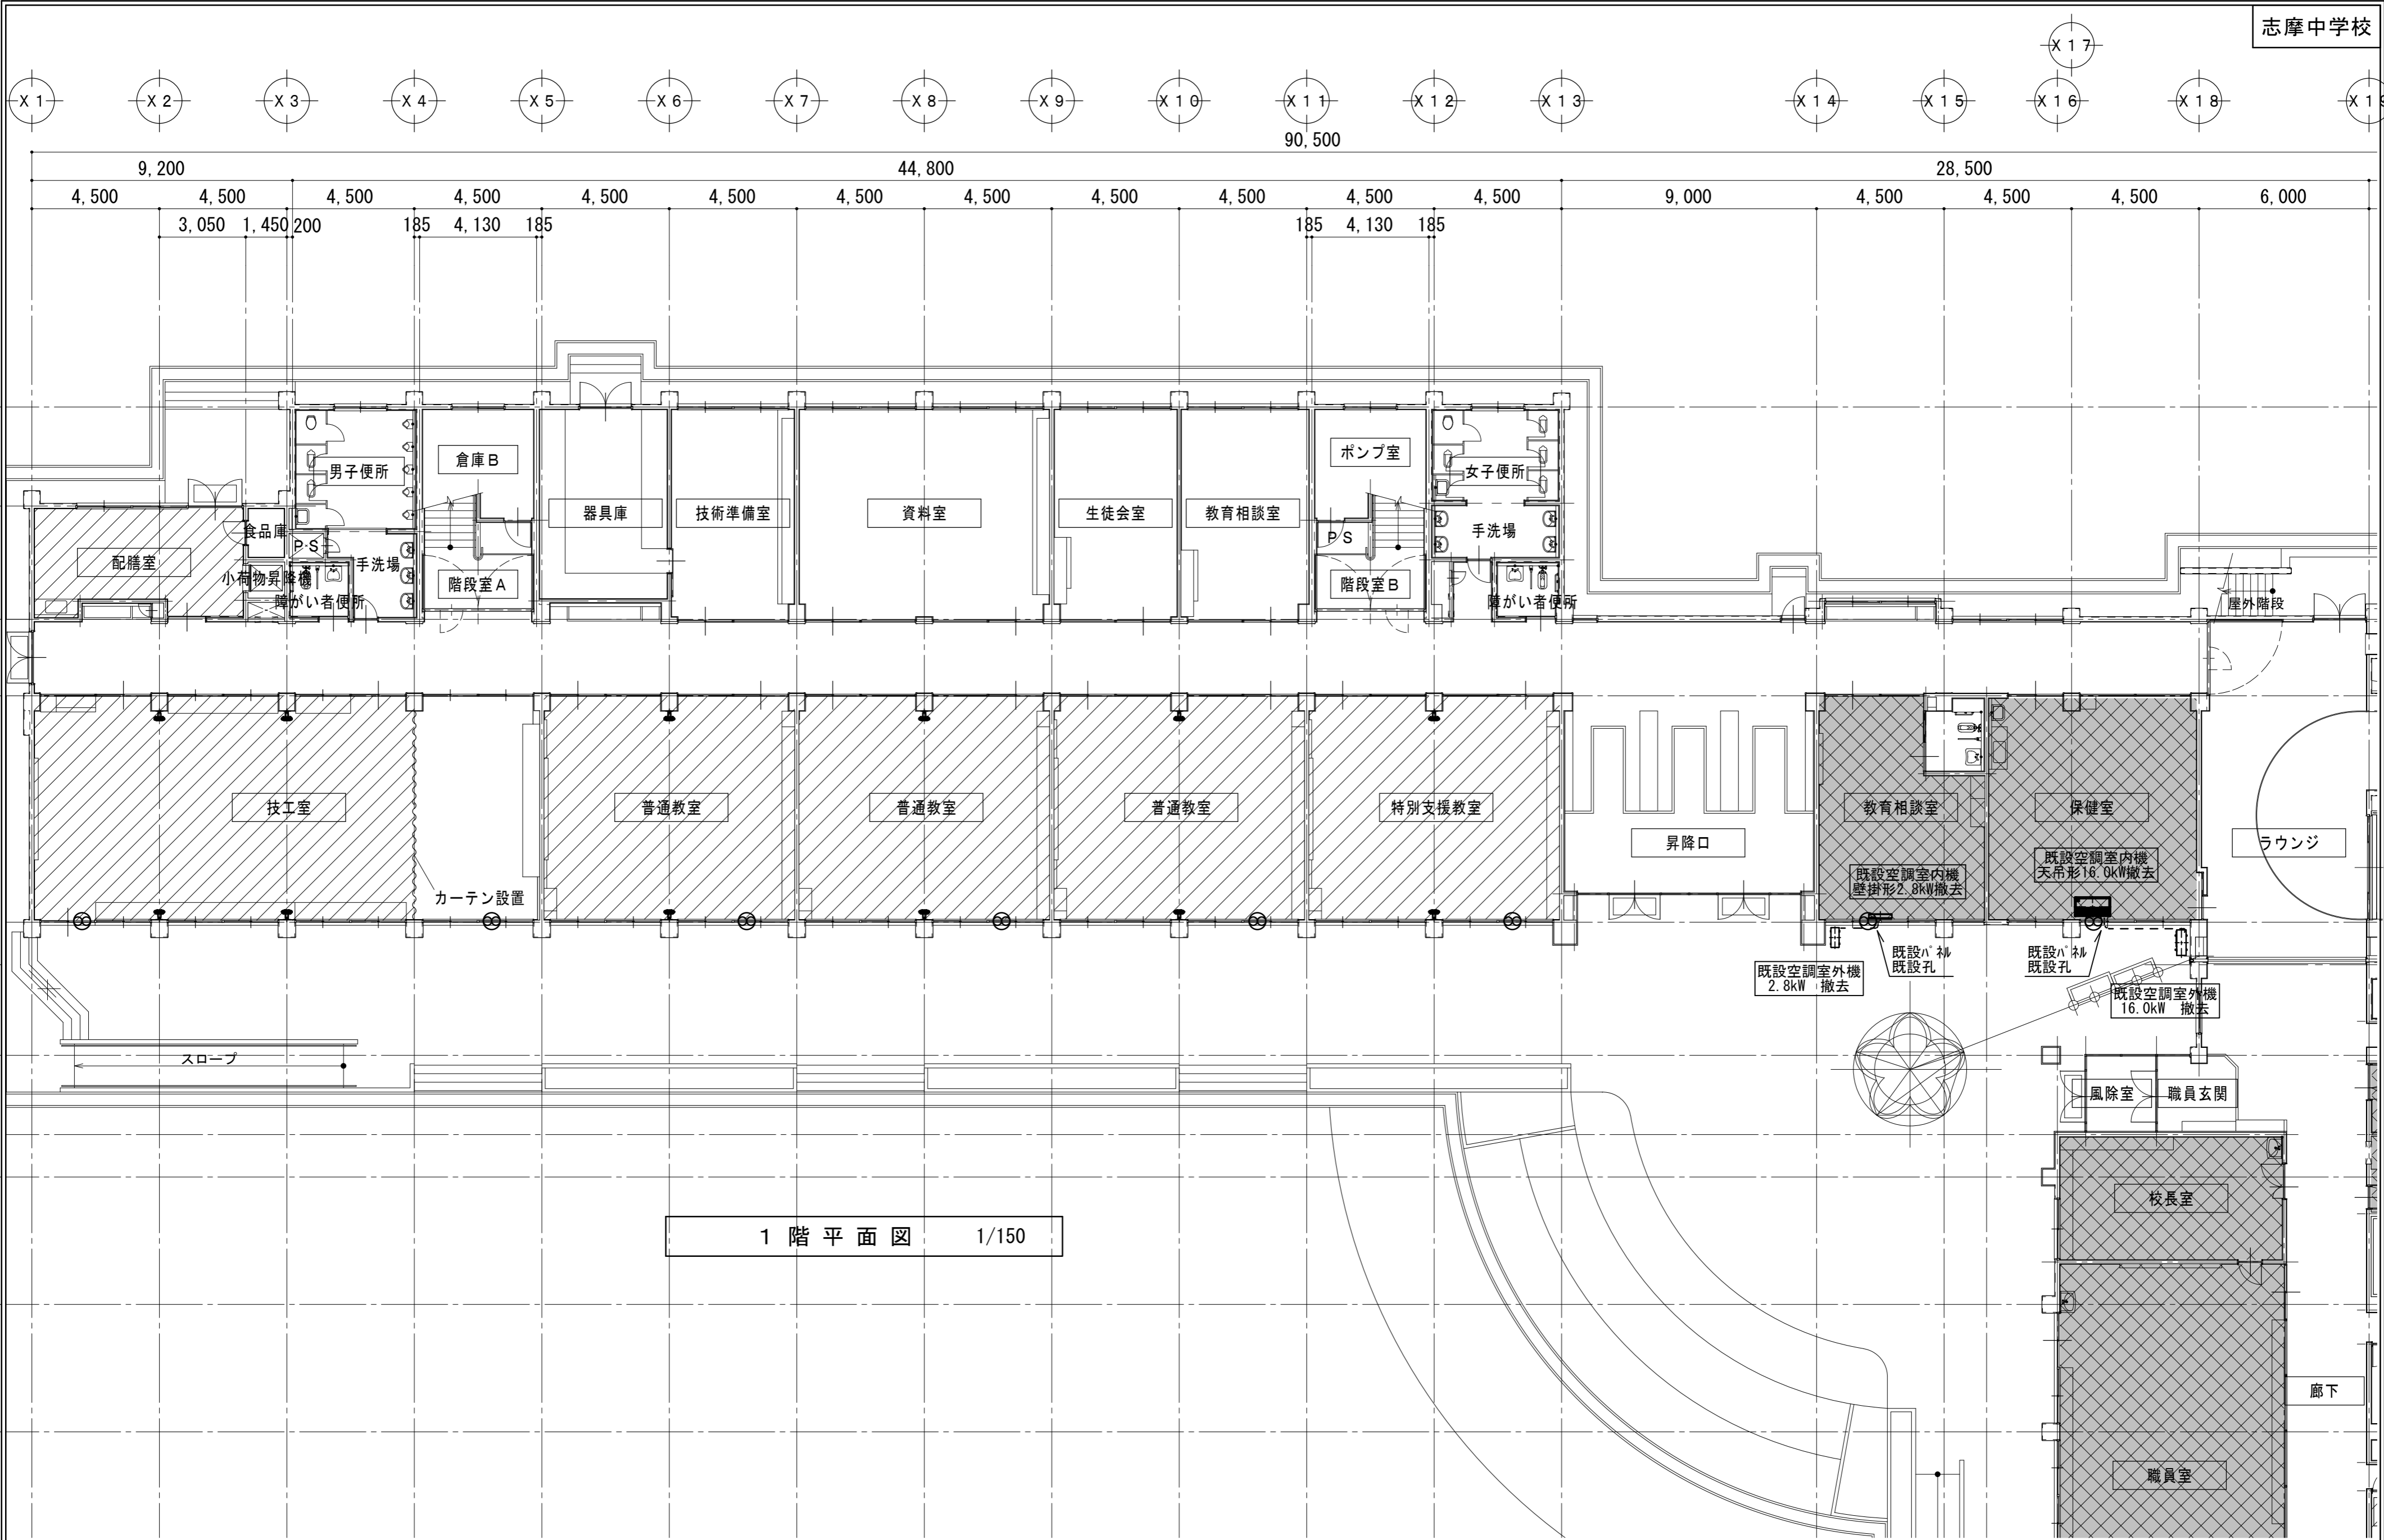 志摩中学校
X17
X1 X2 X3 X4 X5 X6 X7 X8 X9 X10 X11 X12 X13 X14 X15 X16 X18 X19
90,500
9,200 44,800 28,500
4,500 4,500 4,500 4,500 4,500 4,500 4,500 4,500 4,500 4,500 4,500 4,500 9,000 4,500 4,500 4,500 6,000
3,050 1,450 200 185 4,130 185 185 4,130 185
男子便所
倉庫B
ポンプ室
女子便所
食品庫
PS
配膳室
小荷物昇降機
手洗場
障がい者便所
階段室A
器具庫
技術準備室
資料室
生徒会室
教育相談室
PS
階段室B
手洗場
障がい者便所
屋外階段
技工室
カーテン設置
普通教室
普通教室
普通教室
特別支援教室
昇降口
教育相談室
保健室
ラウンジ
既設空調室内機
壁掛形2.8kW撤去
既設空調室内機
天吊形16.0kW撤去
既設パネル
既設孔
既設パネル
既設孔
既設空調室外機
2.8kW 撤去
既設空調室外機
16.0kW 撤去
スロープ
風除室
職員玄関
校長室
1階平面図 1/150
廊下
職員室